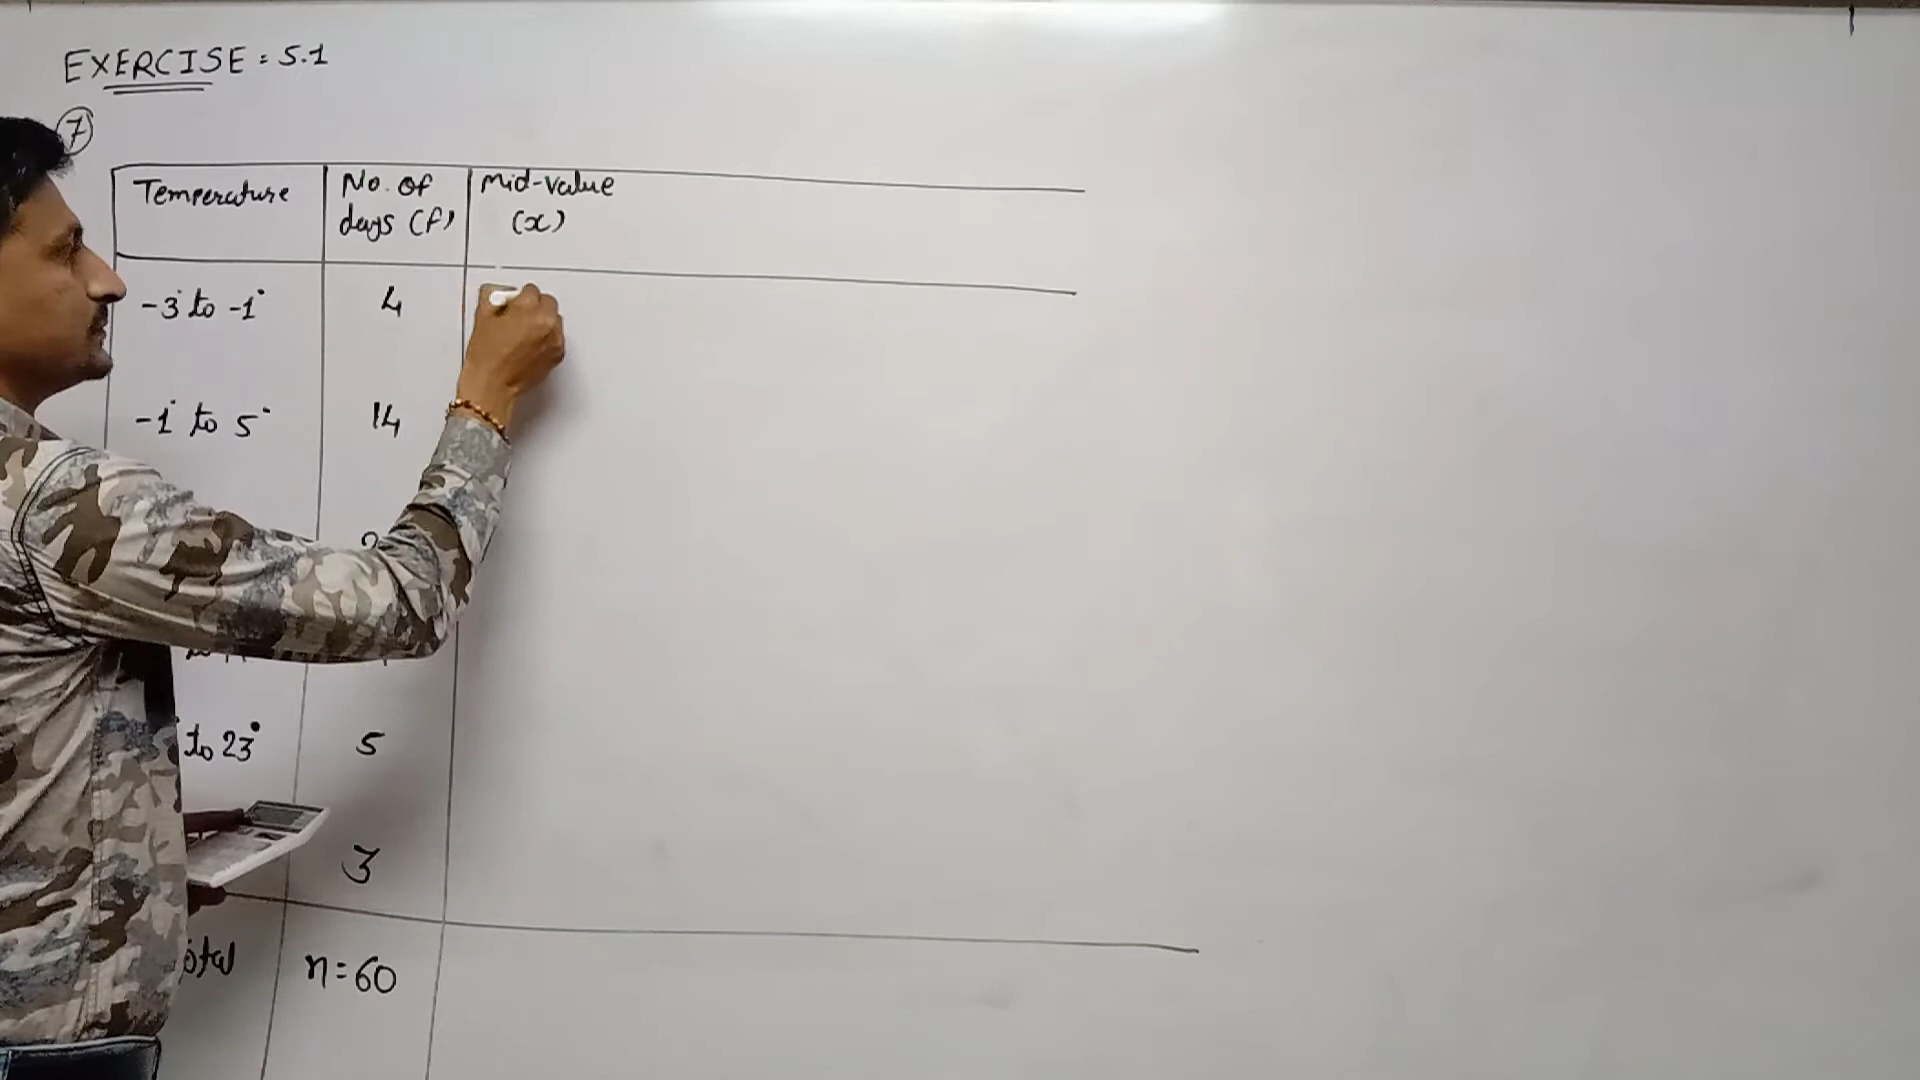 EXERCISE = 5.1
7
Temperature No. of days (f) Mid-value (x)
-3° to -1° 4
-1° to 5° 14
to 23° 5
3
n=60